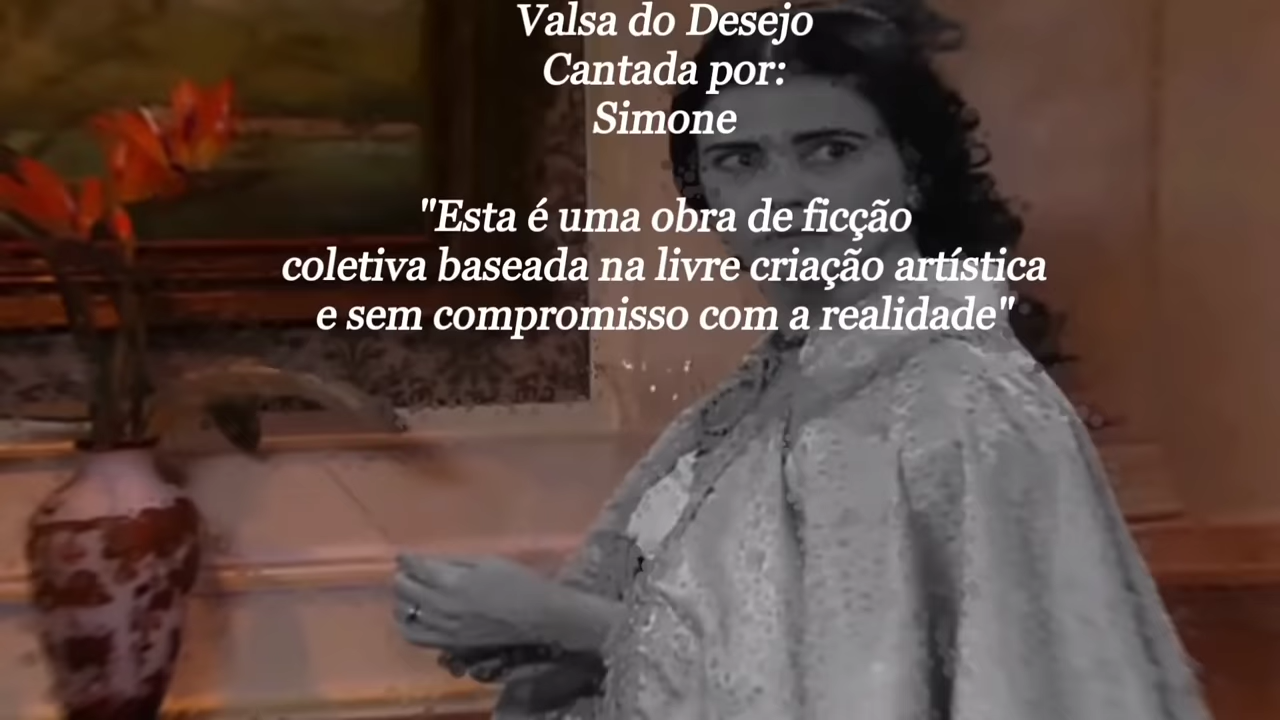 Valsa do Desejo
Cantada por:
Simone
"Esta é uma obra de ficção
coletiva baseada na livre criação artística
e sem compromisso com a realidade"